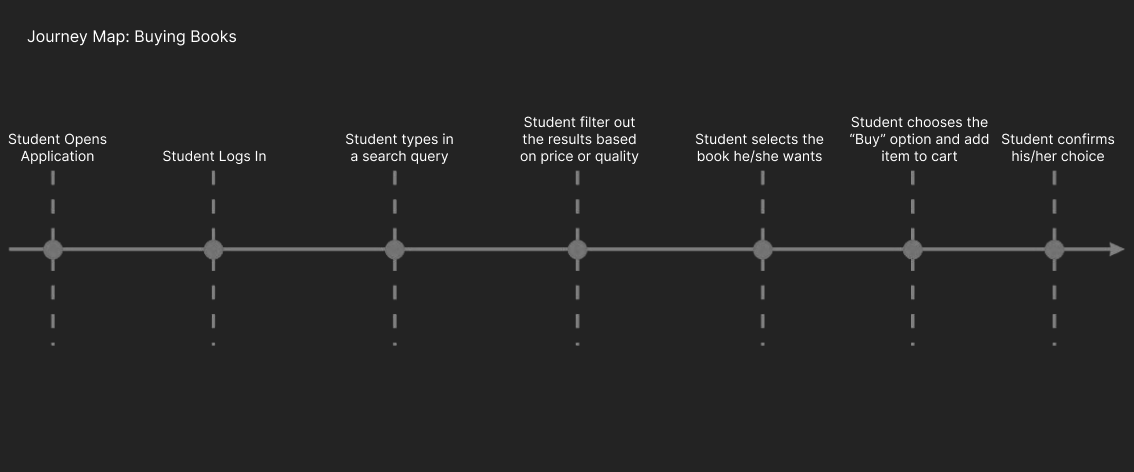 Journey Map: Buying Books
Student Opens
Application
Student Logs In
Student types in
a search query
Student filter out
the results based
on price or quality
Student selects the
book he/she wants
Student chooses the
“Buy” option and add
item to cart
Student confirms
his/her choice